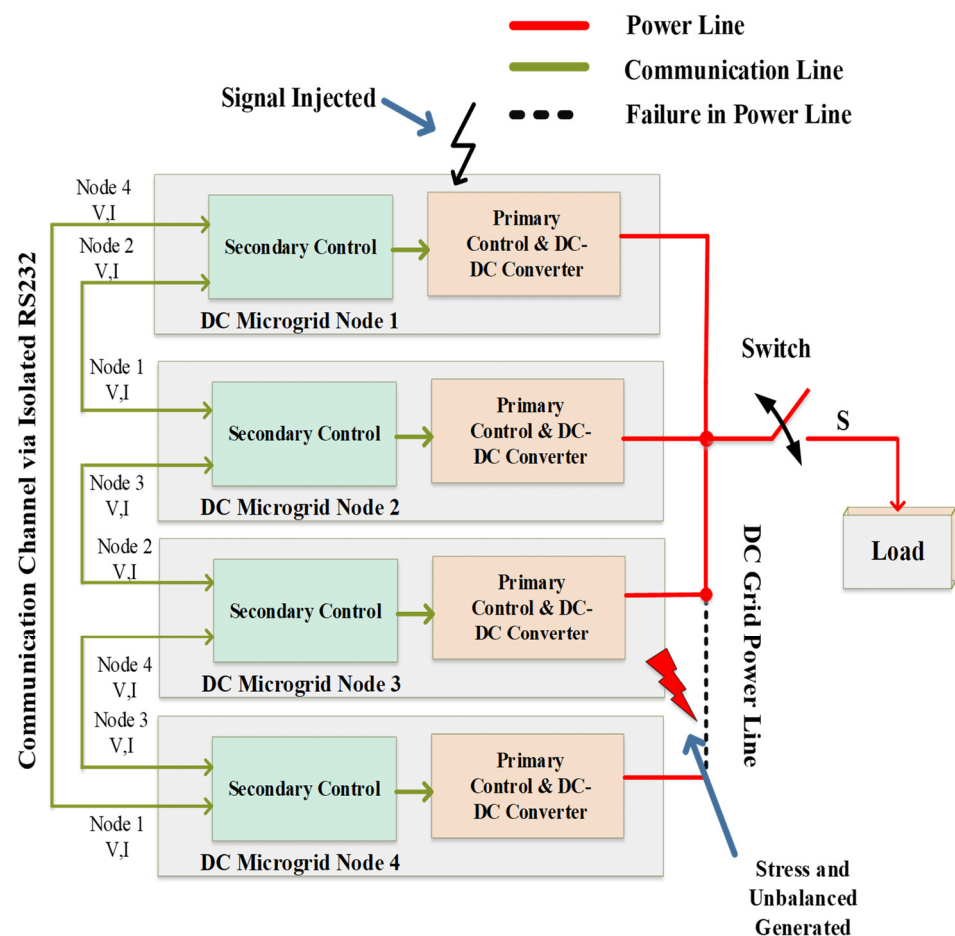 Power Line
Communication Line
Failure in Power Line
Signal Injected
Communication Channel via Isolated RS232
Node 4
V,I
Node 2
V,I
Secondary Control
Primary
Control & DC-
DC Converter
DC Microgrid Node 1
Node 1
V,I
Node 3
V,I
Secondary Control
Primary
Control & DC-
DC Converter
DC Microgrid Node 2
Node 2
V,I
Node 4
V,I
Secondary Control
Primary
Control & DC-
DC Converter
DC Microgrid Node 3
Node 3
V,I
Node 1
V,I
Secondary Control
Primary
Control & DC-
DC Converter
DC Microgrid Node 4
Switch
S
Load
DC Grid Power Line
Stress and
Unbalanced
Generated